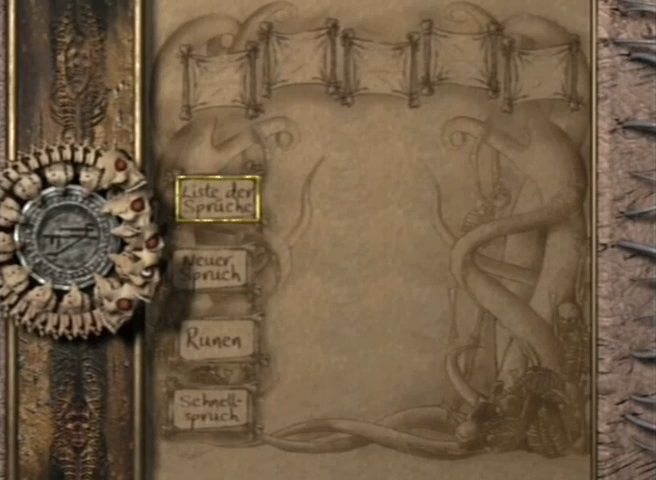 Liste der
Sprüche
Neuer
Spruch
Runen
Schnell-
spruch